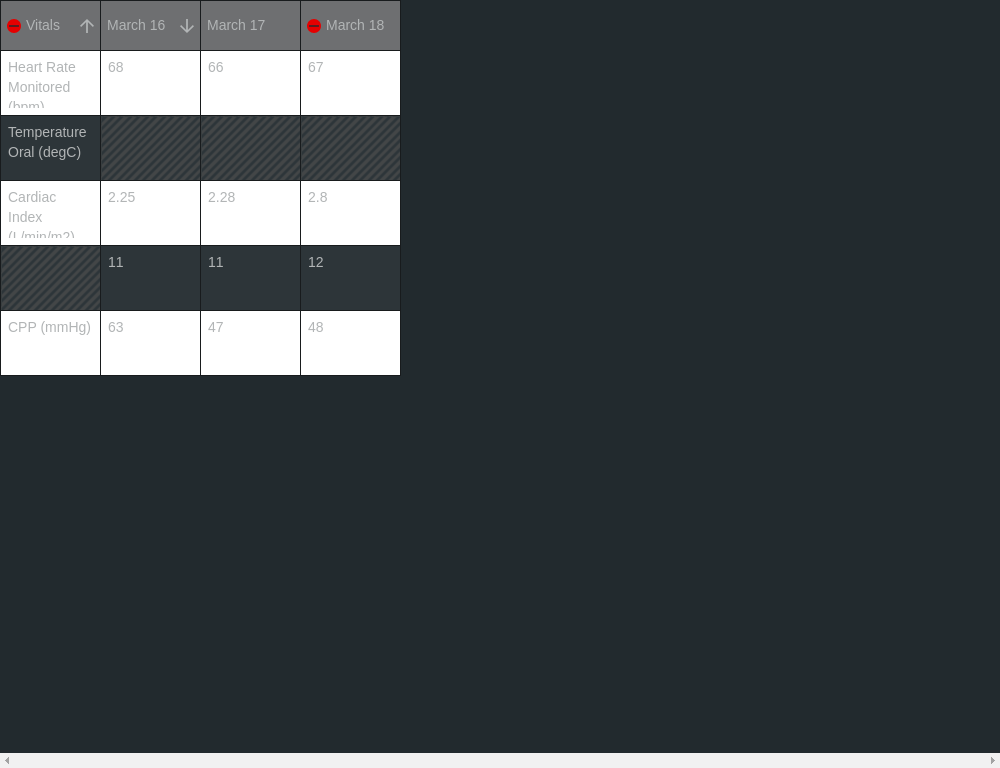 Vitals March 16 March 17 March 18
Heart Rate 68 66 67
Monitored
(bpm)
Temperature
Oral (degC)
Cardiac 2.25 2.28 2.8
Index
(L/min/m2)
11 11 12
CPP (mmHg) 63 47 48